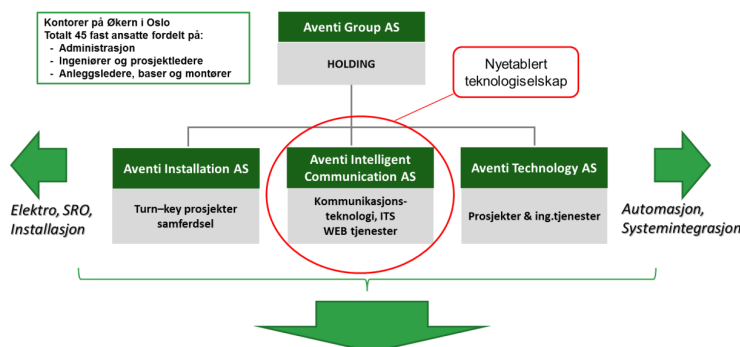 Kontorer på Økern i Oslo
Totalt 45 fast ansatte fordelt på:
- Administrasjon
- Ingeniører og prosjektledere
- Anleggsledere, baser og montører
Aventi Group AS
HOLDING
Nyetablert
teknologiselskap
Aventi Installation AS
Turn–key prosjekter
samferdsel
Aventi Intelligent
Communication AS
Kommunikasjons-
teknologi, ITS
WEB tjenester
Aventi Technology AS
Prosjekter & ing.tjenester
Elektro, SRO,
Installasjon
Automasjon,
Systemintegrasjon